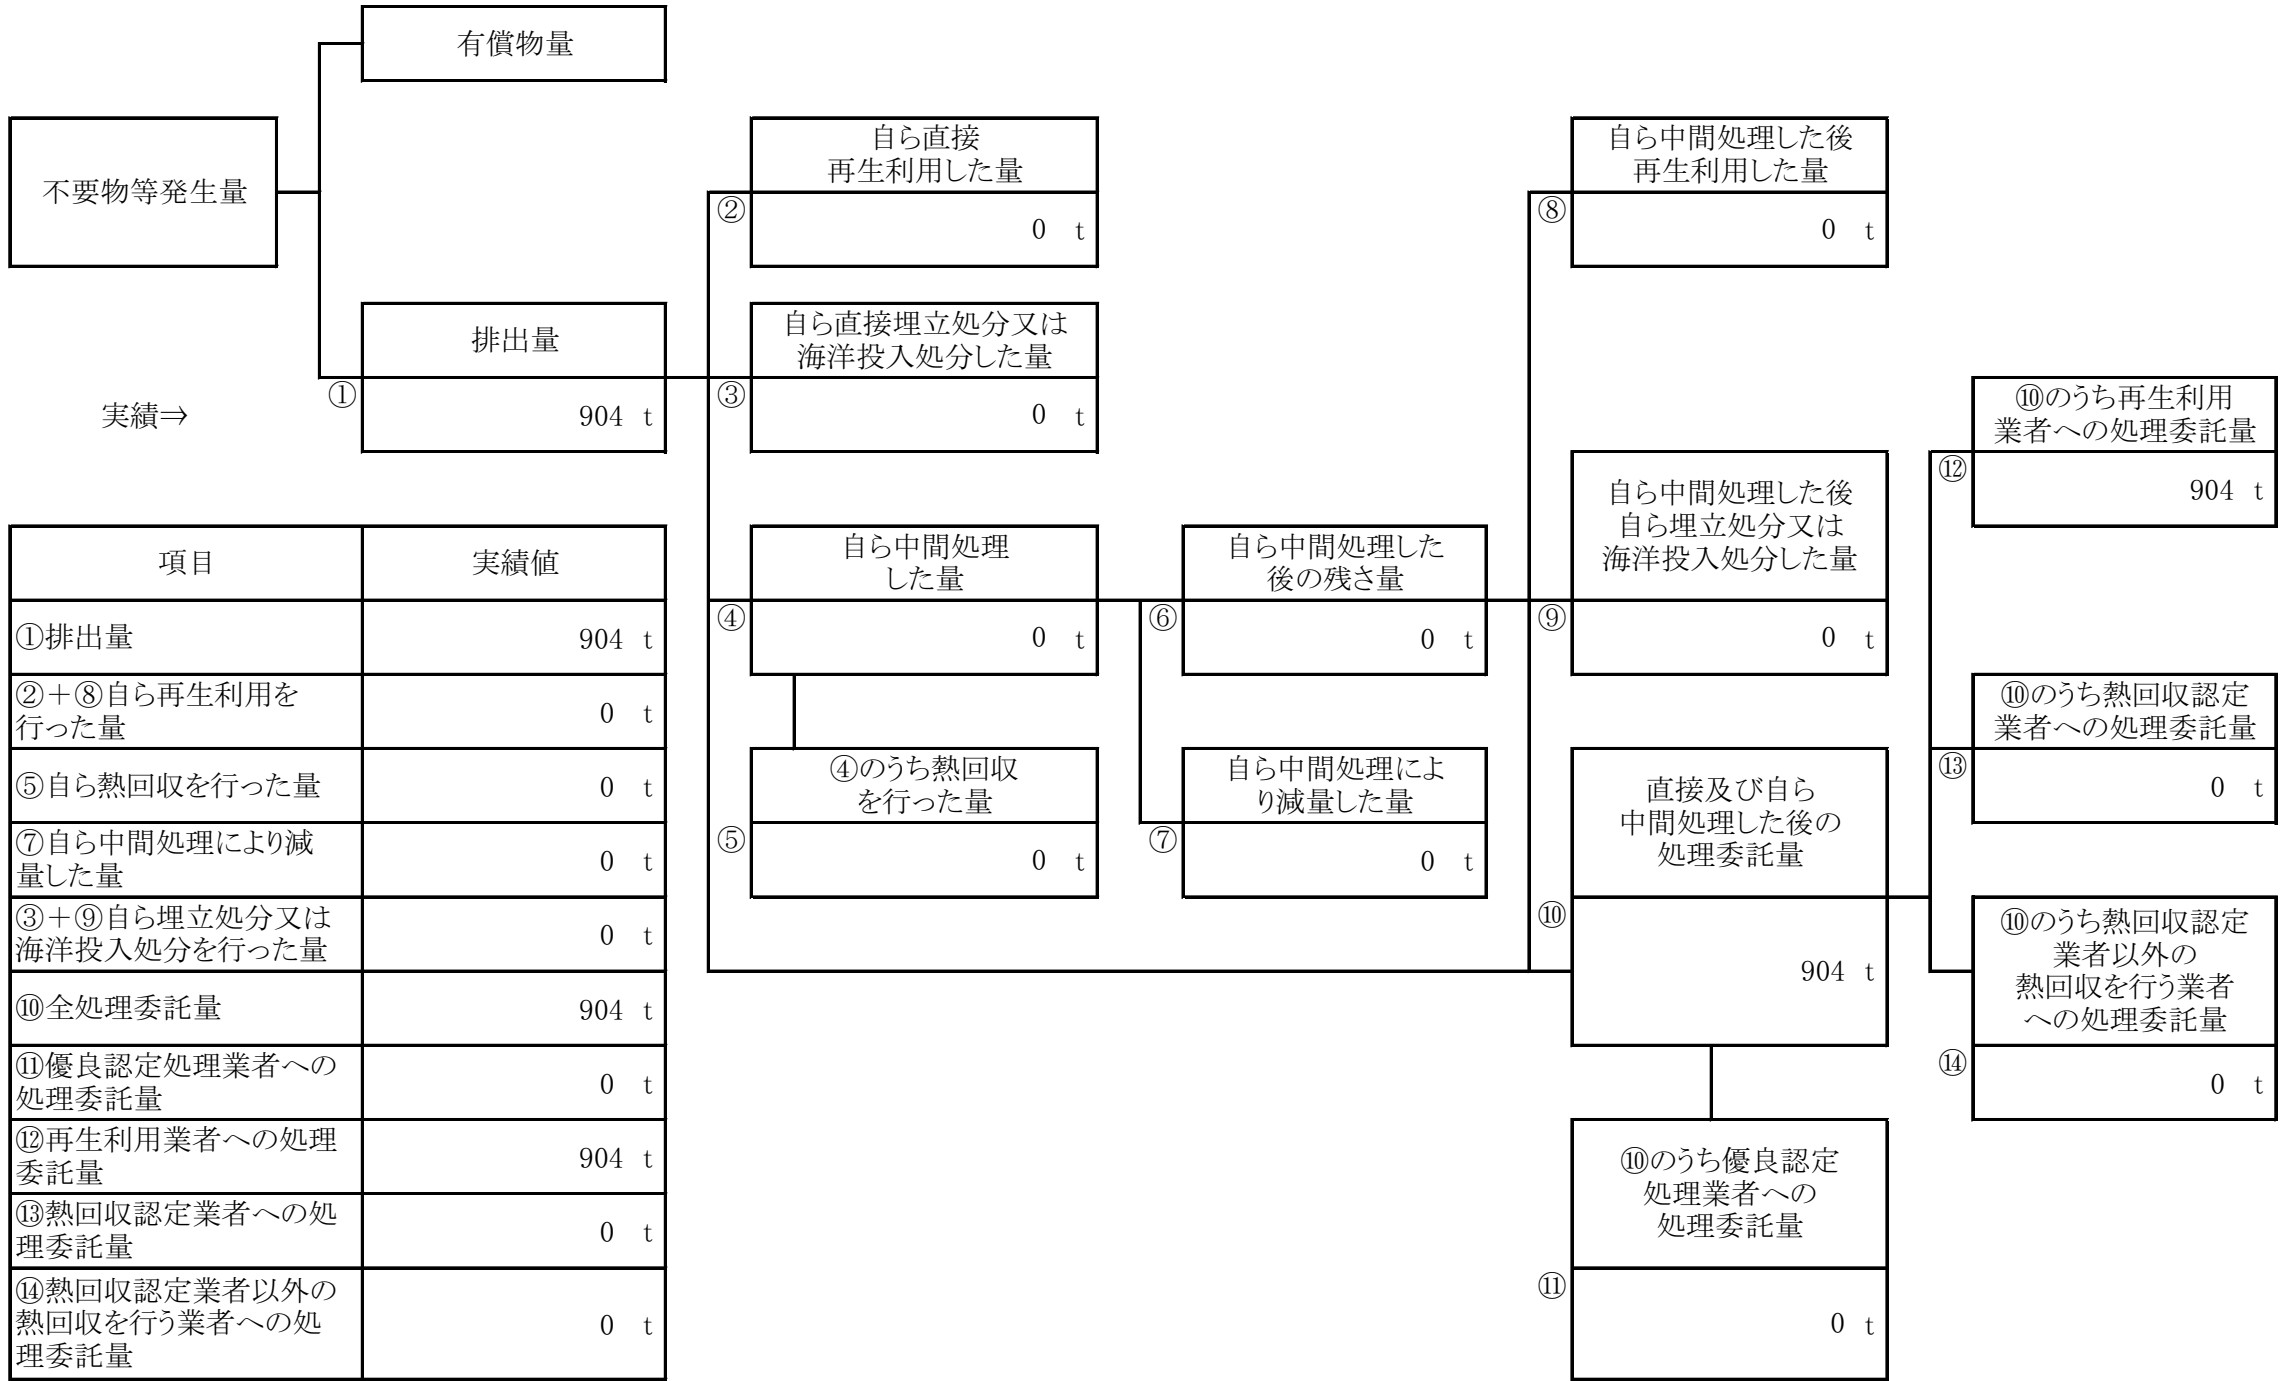 有償物量
不要物等発生量
実績⇒
排出量
①
904 t
自ら直接
再生利用した量
②
0 t
自ら直接埋立処分又は
海洋投入処分した量
③
0 t
自ら中間処理
した量
④
0 t
④のうち熱回収
を行った量
⑤
0 t
自ら中間処理した
後の残さ量
⑥
0 t
自ら中間処理によ
り減量した量
⑦
0 t
自ら中間処理した後
再生利用した量
⑧
0 t
自ら中間処理した後
自ら埋立処分又は
海洋投入処分した量
⑨
0 t
直接及び自ら
中間処理した後の
処理委託量
⑩
904 t
⑩のうち優良認定
処理業者への
処理委託量
⑪
0 t
⑩のうち再生利用
業者への処理委託量
⑫
904 t
⑩のうち熱回収認定
業者への処理委託量
⑬
0 t
⑩のうち熱回収認定
業者以外の
熱回収を行う業者
への処理委託量
⑭
0 t
項目 実績値
①排出量 904 t
②＋⑧自ら再生利用を
行った量 0 t
⑤自ら熱回収を行った量 0 t
⑦自ら中間処理により減
量した量 0 t
③＋⑨自ら埋立処分又は
海洋投入処分を行った量 0 t
⑩全処理委託量 904 t
⑪優良認定処理業者への
処理委託量 0 t
⑫再生利用業者への処理
委託量 904 t
⑬熱回収認定業者への処
理委託量 0 t
⑭熱回収認定業者以外の
熱回収を行う業者への処
理委託量 0 t